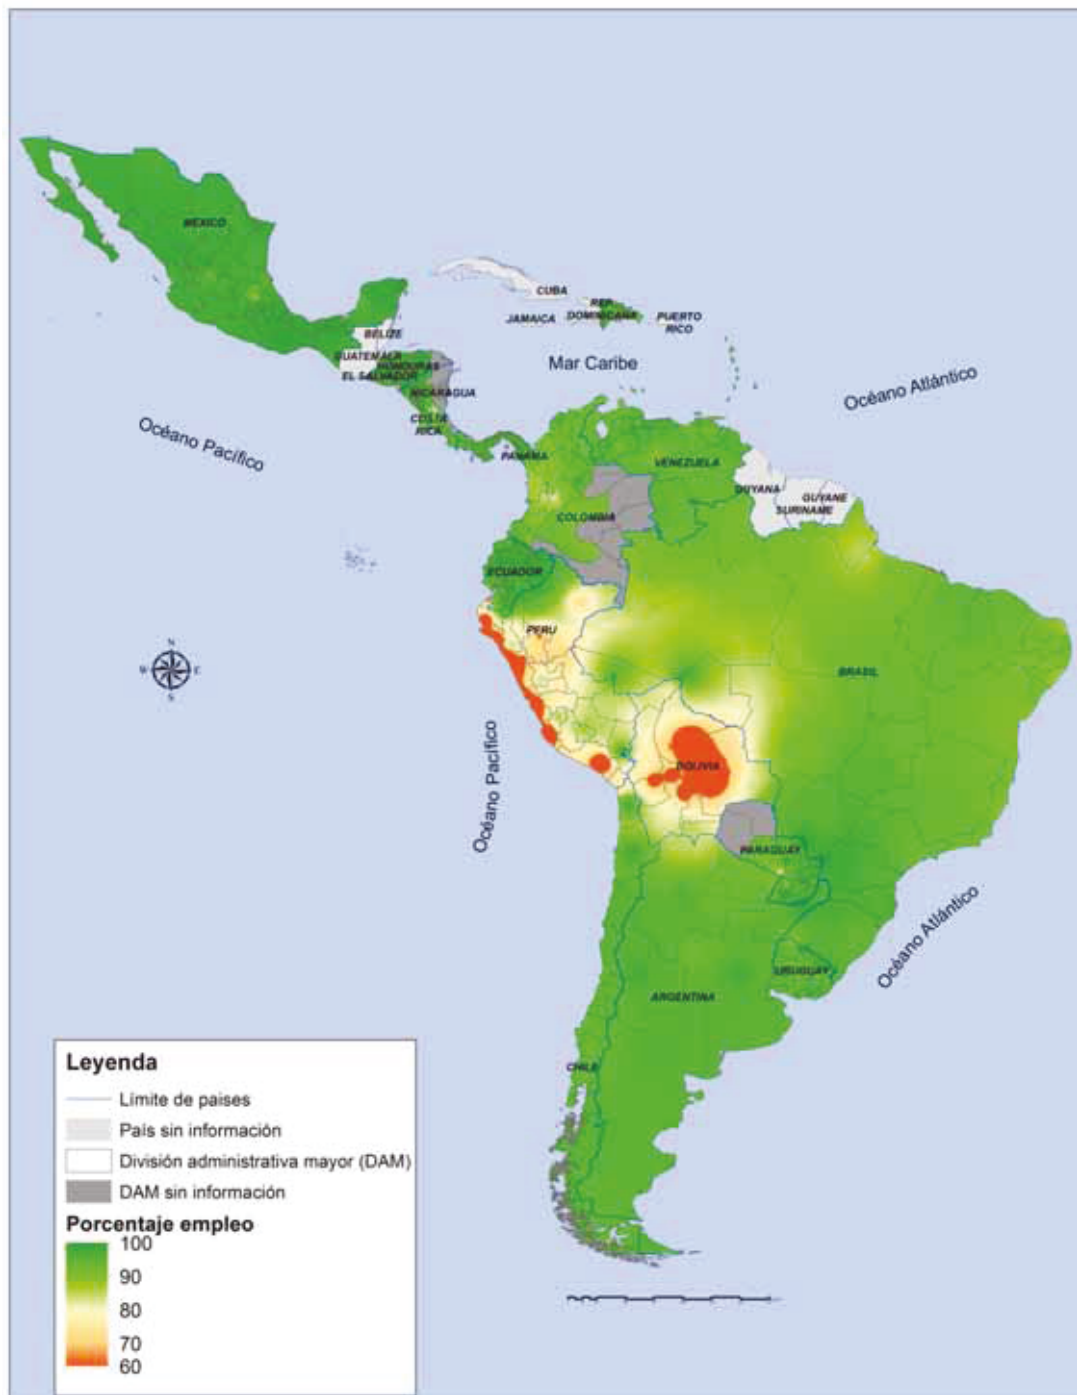 MÉXICO
CUBA
REP.
DOMINICANA
JAMAICA
PUERTO
RICO
BELIZE
GUATEMALA
HONDURAS
EL SALVADOR
NICARAGUA
COSTA
RICA
Mar Caribe
Océano Atlántico
Océano Pacífico
PANAMA
VENEZUELA
GUYANA
GUYANE
SURINAME
COLOMBIA
ECUADOR
PERU
BRASIL
N
W
E
S
Océano Pacífico
BOLIVIA
PARAGUAY
Océano Atlántico
URUGUAY
ARGENTINA
CHILE
Leyenda
Límite de paises
País sin información
División administrativa mayor (DAM)
DAM sin información
Porcentaje empleo
100
90
80
70
60